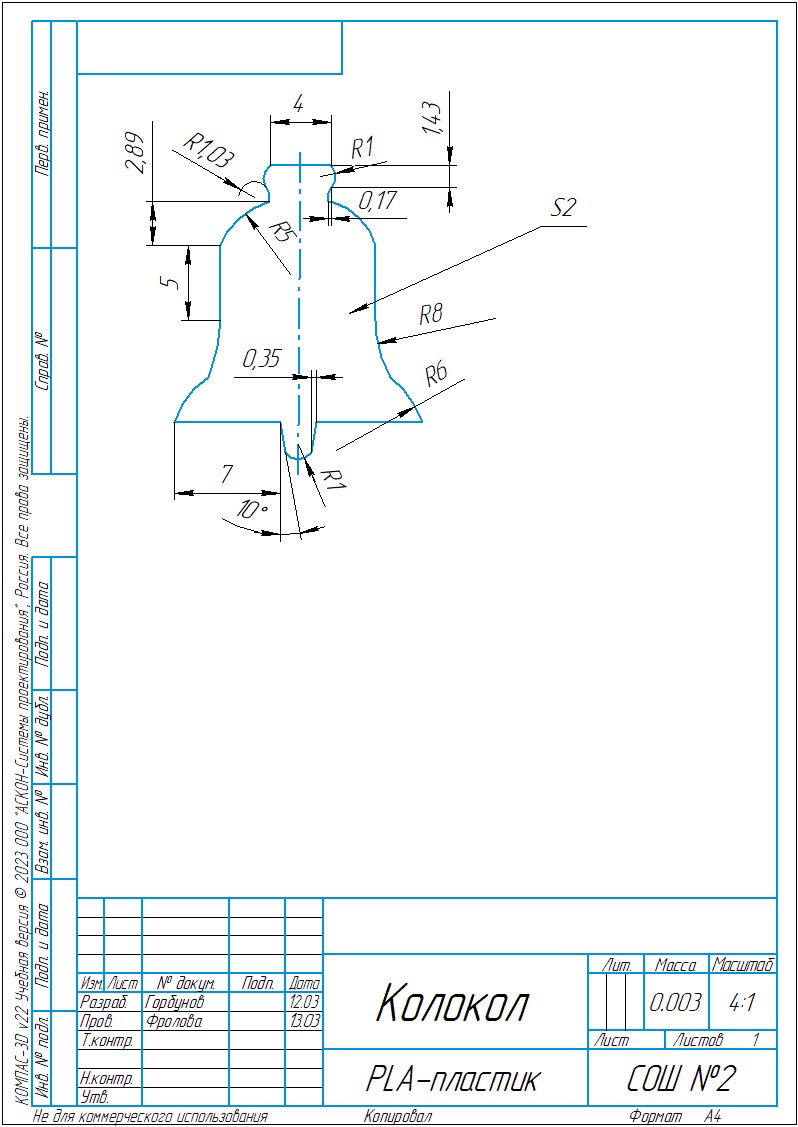 4
1,43
2,89
R1,03
R1
0,17
R5
S2
5
R8
0,35
R6
7
R1
10°
Перв. примен.
Справ. №
Подп. и дата
Инв. № дубл.
Взам. инв. №
Подп. и дата
Инв. № подл.
КОМПАС-3D v22 Учебная версия © 2023 ООО "АСКОН-Системы проектирования", Россия. Все права защищены.
Изм. Лист № докум. Подп. Дата
Разраб. Горбунов 12.03
Пров. Фролова 13.03
Т.контр.
Н.контр.
Утв.
Колокол
PLA-пластик
Лит. Масса Масштаб
0.003 4:1
Лист Листов 1
СОШ №2
Не для коммерческого использования Копировал Формат A4